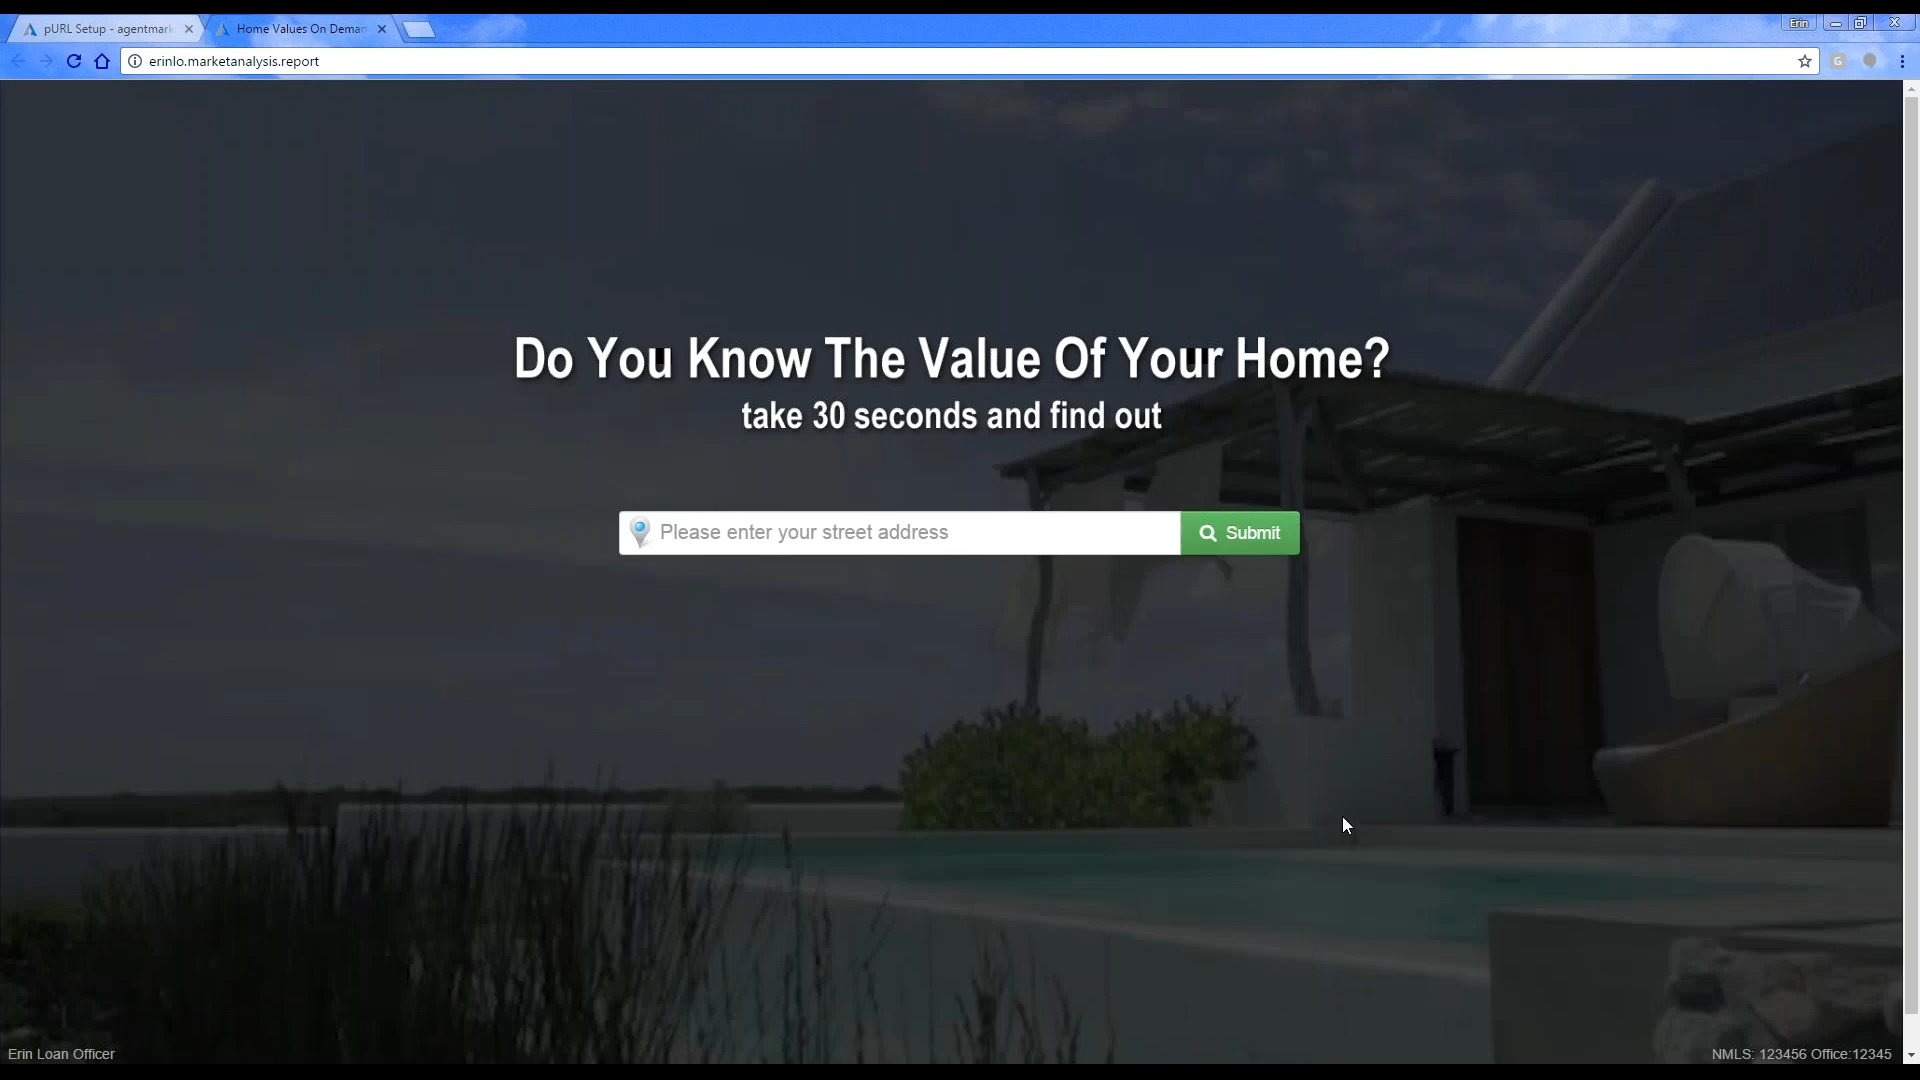 pURL Setup - agentmark
Home Values On Deman
Erin
erinlo.marketanalysis.report
G
Do You Know The Value Of Your Home?
take 30 seconds and find out
Please enter your street address
Submit
Erin Loan Officer
NMLS: 123456 Office:12345